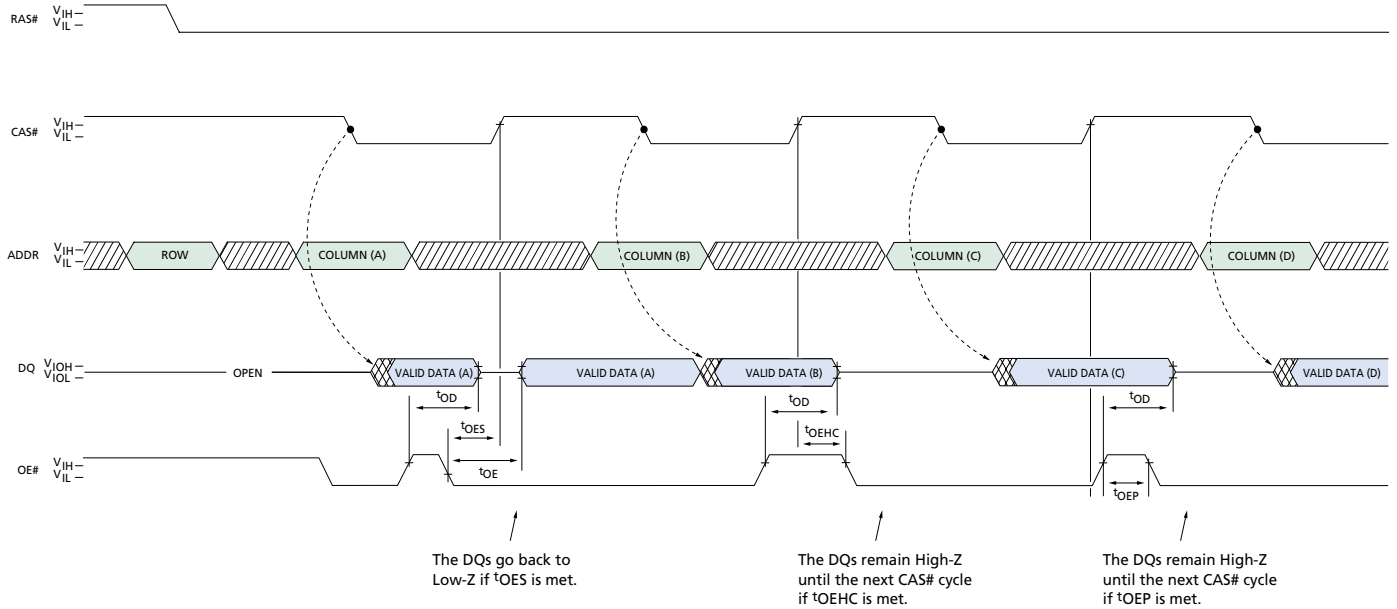 RAS# VIH
VIL
CAS# VIH
VIL
ADDR VIH
VIL
ROW COLUMN (A) COLUMN (B) COLUMN (C) COLUMN (D)
DQ VIOH
VIOL
OPEN VALID DATA (A) VALID DATA (A) VALID DATA (B) VALID DATA (C) VALID DATA (D)
tOD tOD tOD
tOES tOEHC
tOE
OE# VIH
VIL
tOEP
The DQs go back to
Low-Z if tOES is met.
The DQs remain High-Z
until the next CAS# cycle
if tOEHC is met.
The DQs remain High-Z
until the next CAS# cycle
if tOEP is met.